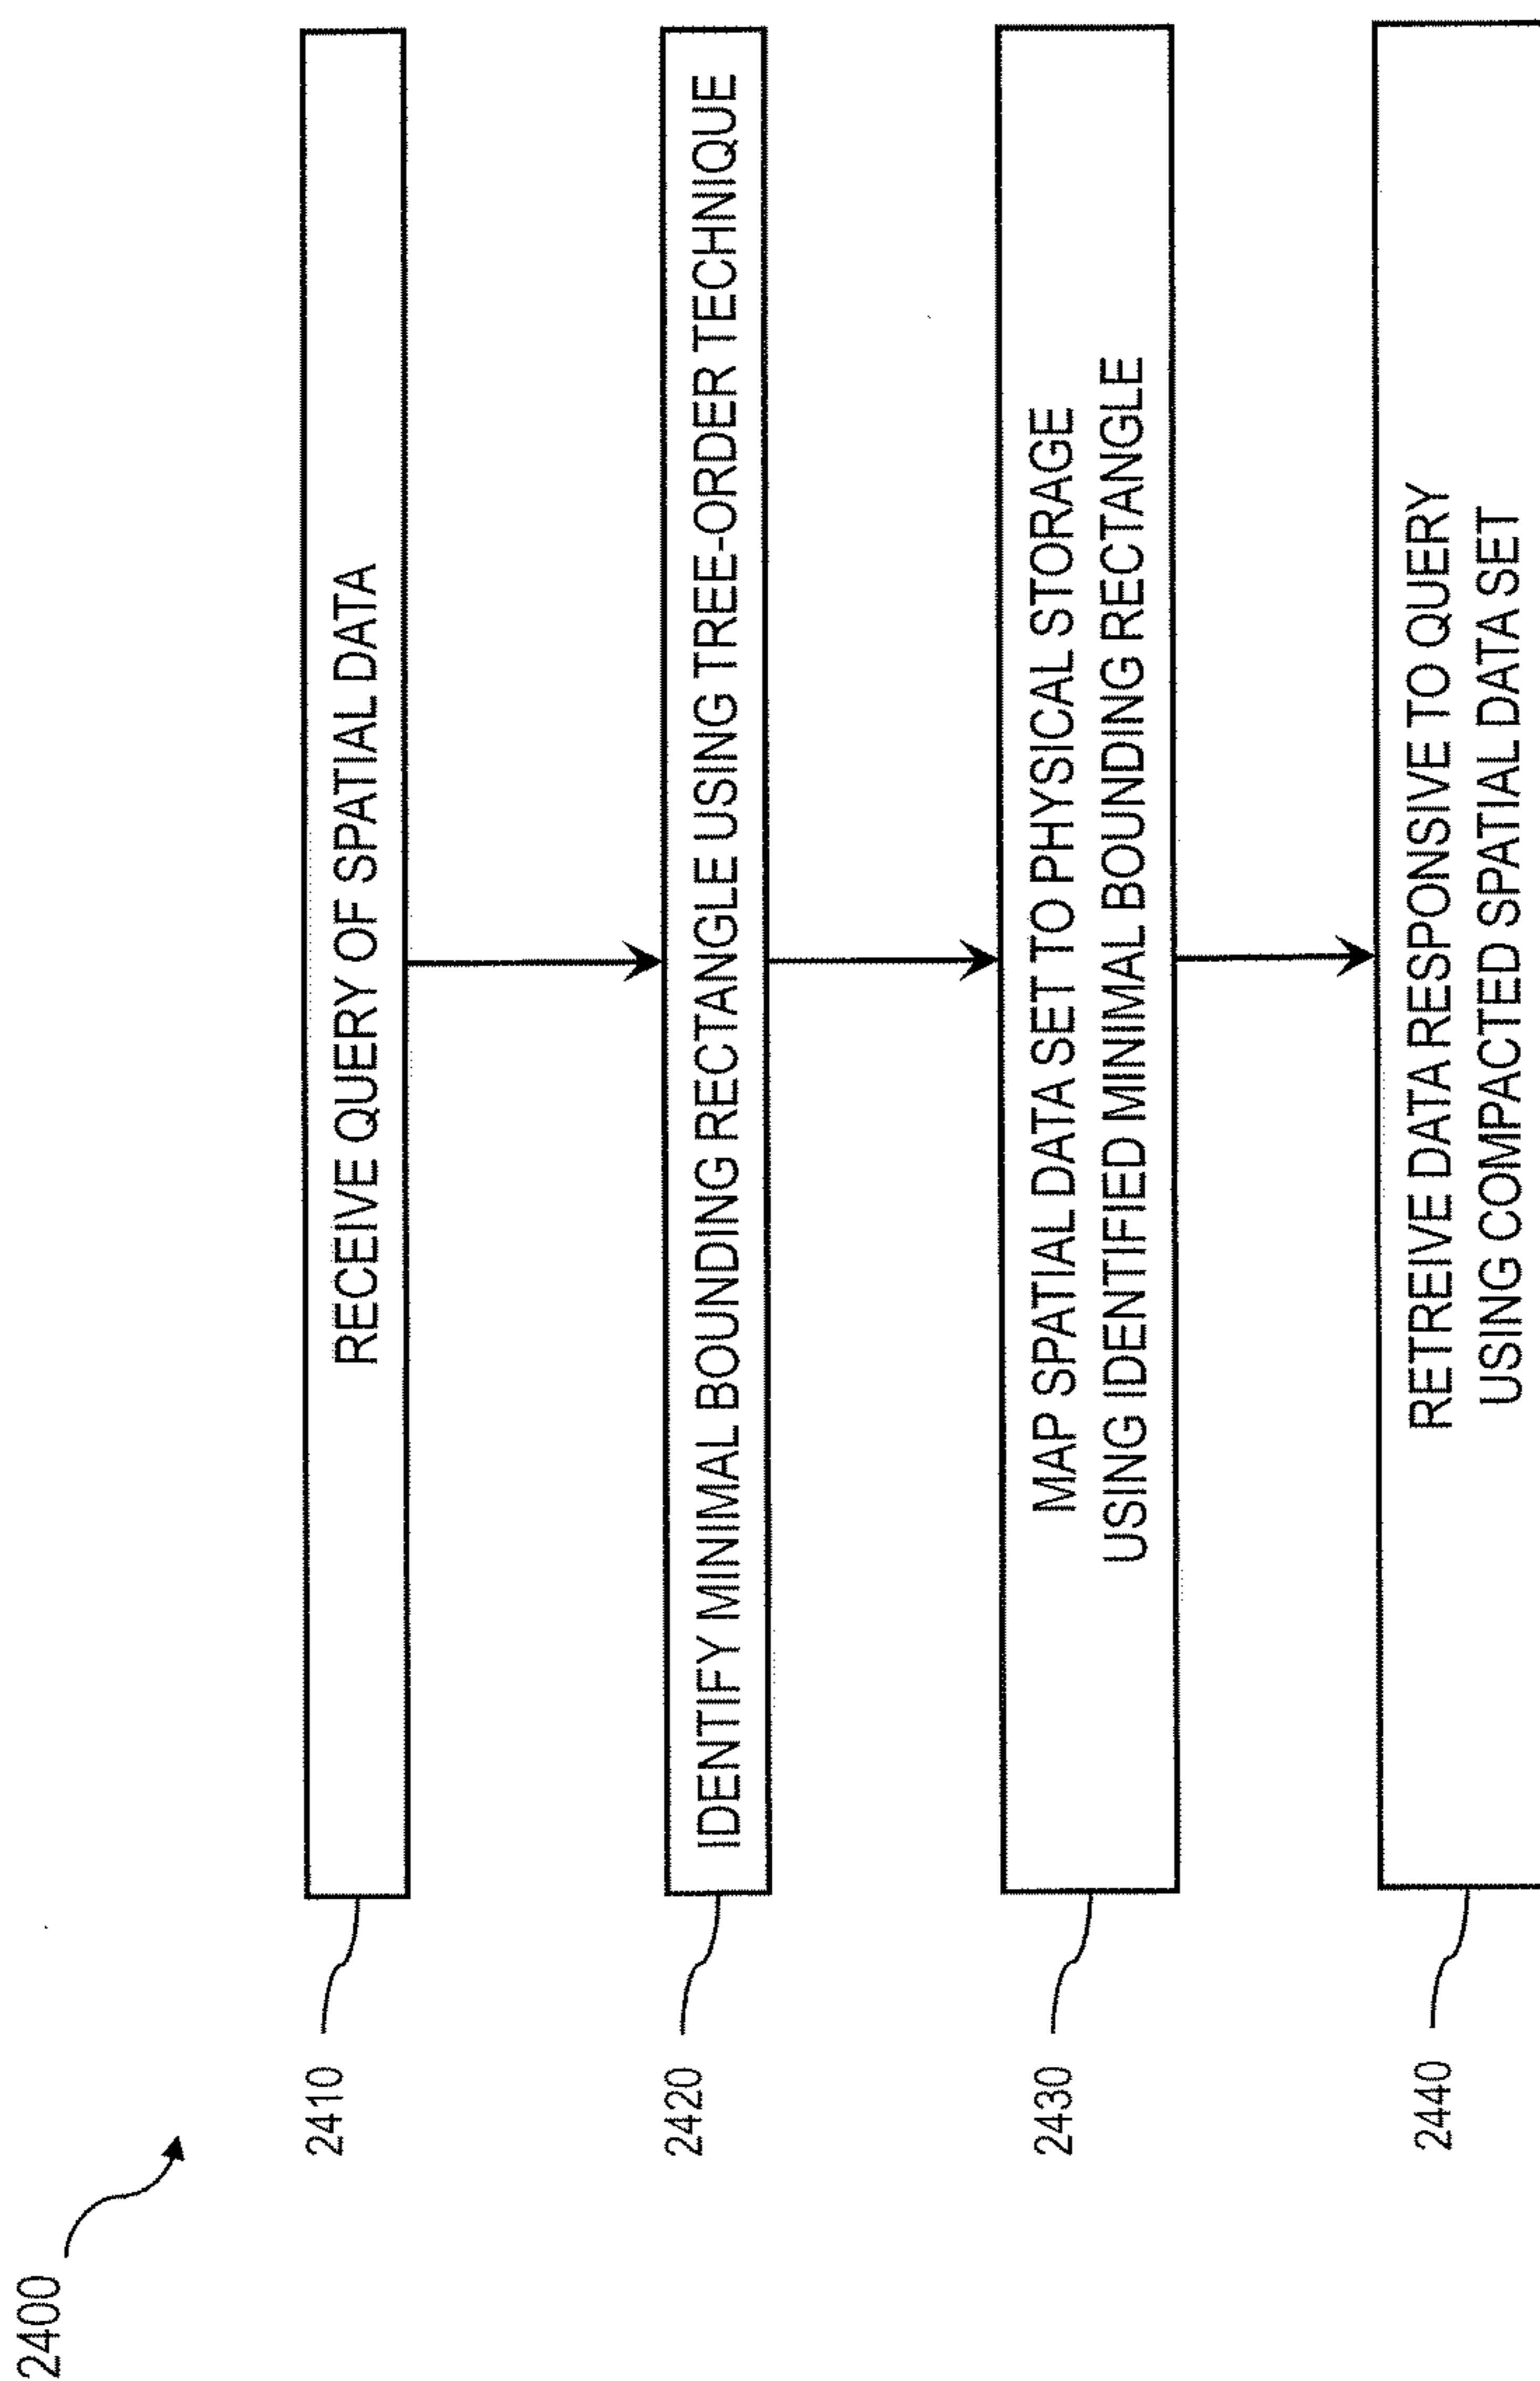 2400
2410
RECEIVE QUERY OF SPATIAL DATA
2420
IDENTIFY MINIMAL BOUNDING RECTANGLE USING TREE-ORDER TECHNIQUE
2430
MAP SPATIAL DATA SET TO PHYSICAL STORAGE
USING IDENTIFIED MINIMAL BOUNDING RECTANGLE
2440
RETREIVE DATA RESPONSIVE TO QUERY
USING COMPACTED SPATIAL DATA SET